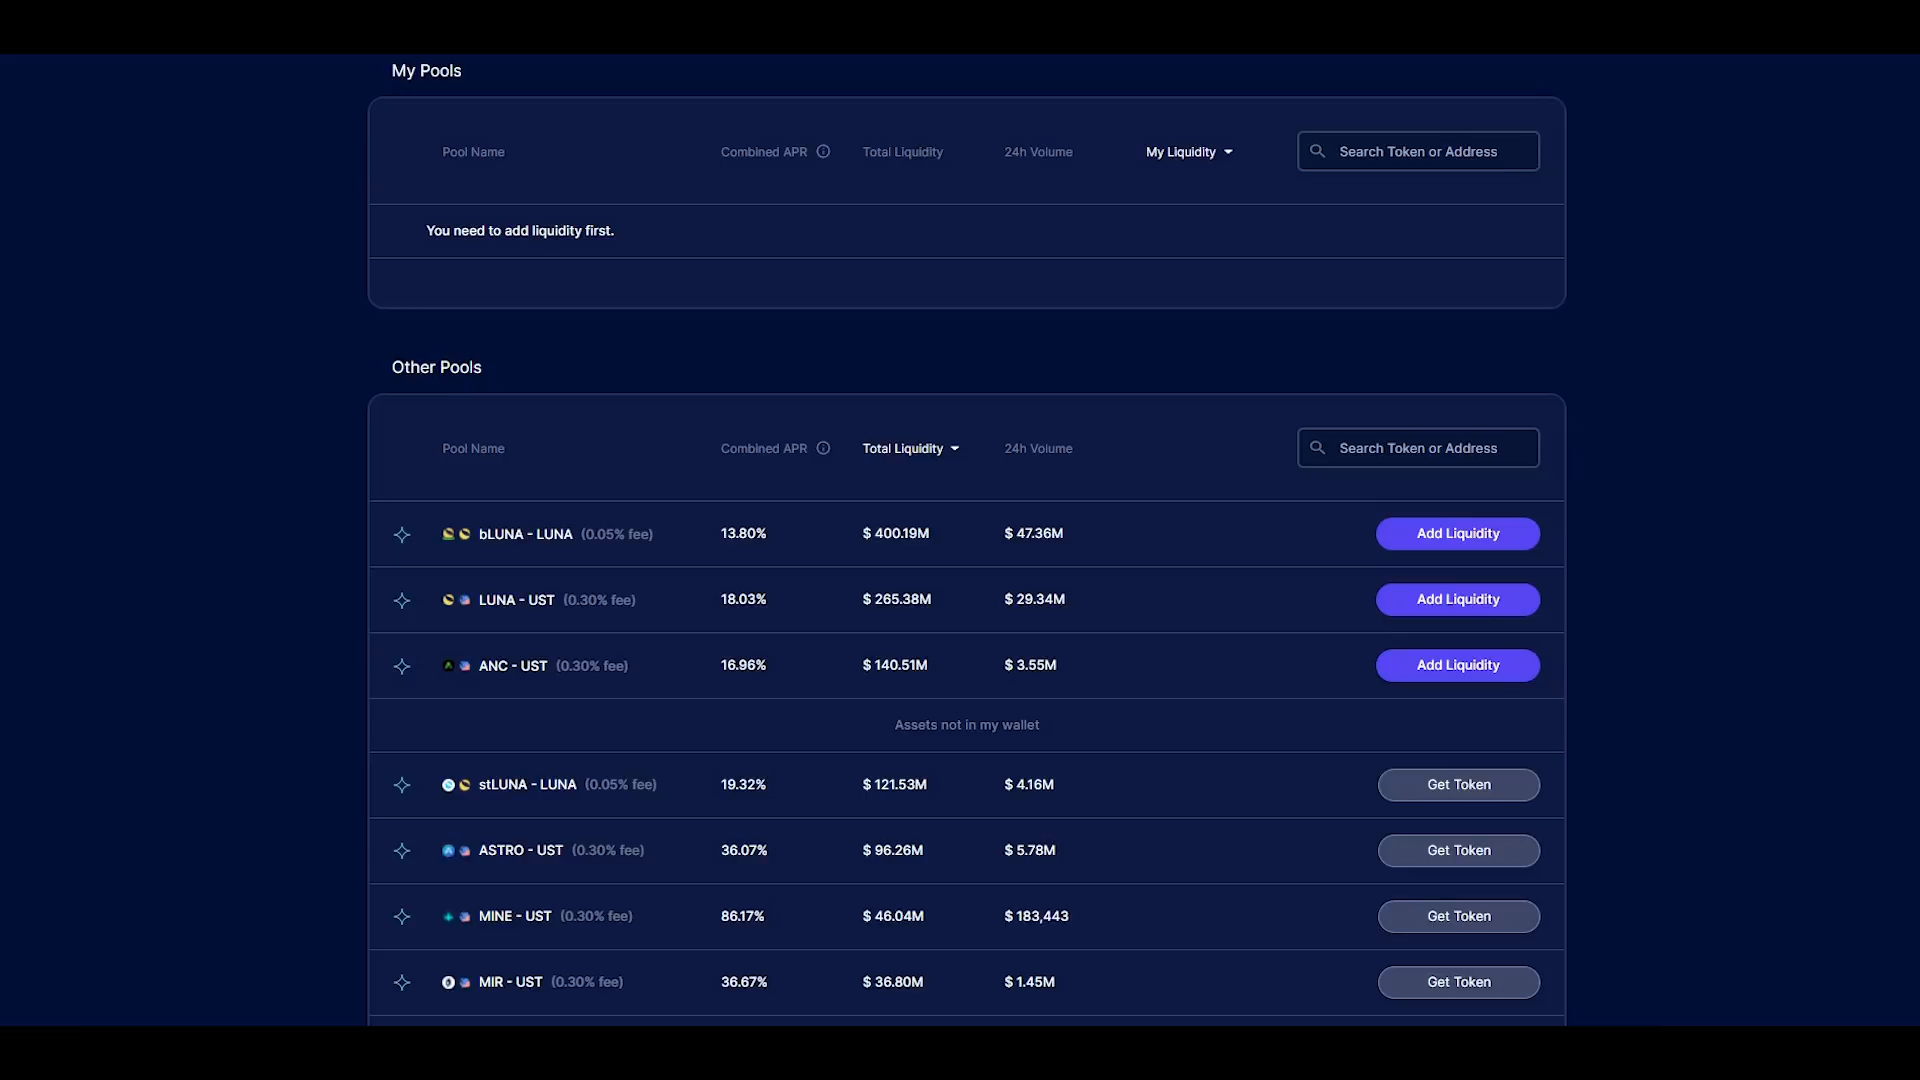 My Pools
Pool Name Combined APR Total Liquidity 24h Volume My Liquidity Search Token or Address
You need to add liquidity first.
Other Pools
Pool Name Combined APR Total Liquidity 24h Volume Search Token or Address
bLUNA - LUNA (0.05% fee) 13.80% $ 400.19M $ 47.36M Add Liquidity
LUNA - UST (0.30% fee) 18.03% $ 265.38M $ 29.34M Add Liquidity
ANC - UST (0.30% fee) 16.96% $ 140.51M $ 3.55M Add Liquidity
Assets not in my wallet
stLUNA - LUNA (0.05% fee) 19.32% $ 121.53M $ 4.16M Get Token
ASTRO - UST (0.30% fee) 36.07% $ 96.26M $ 5.78M Get Token
MINE - UST (0.30% fee) 86.17% $ 46.04M $ 183,443 Get Token
MIR - UST (0.30% fee) 36.67% $ 36.80M $ 1.45M Get Token